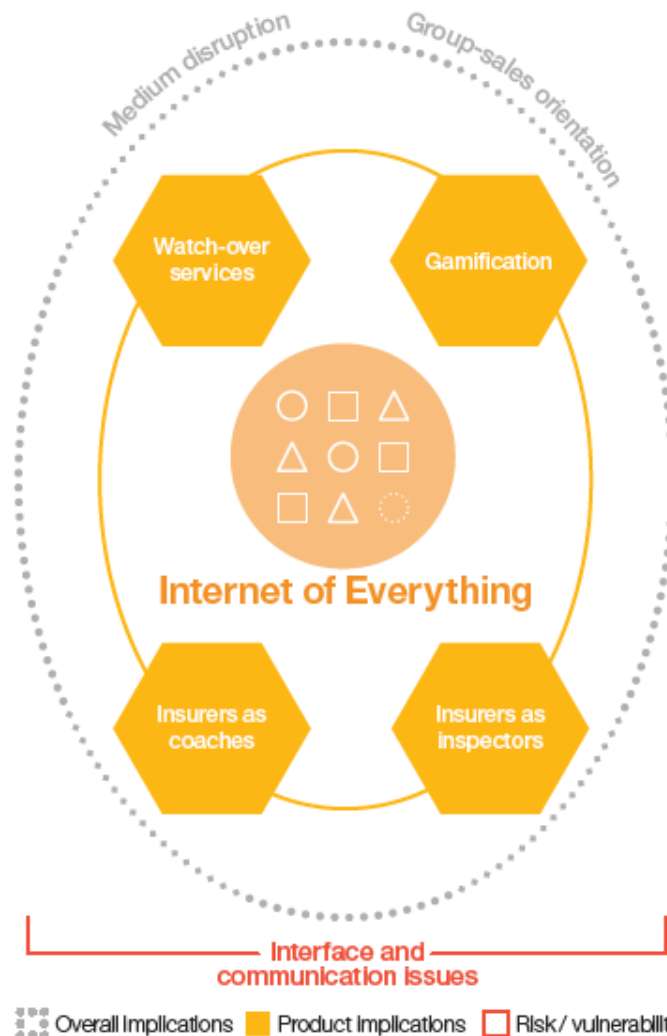 Medium disruption
Group-sales orientation
Watch-over
services
Gamification
Internet of Everything
Insurers as
coaches
Insurers as
inspectors
Interface and
communication issues
Overall Implications
Product Implications
Risk/ vulnerabilit